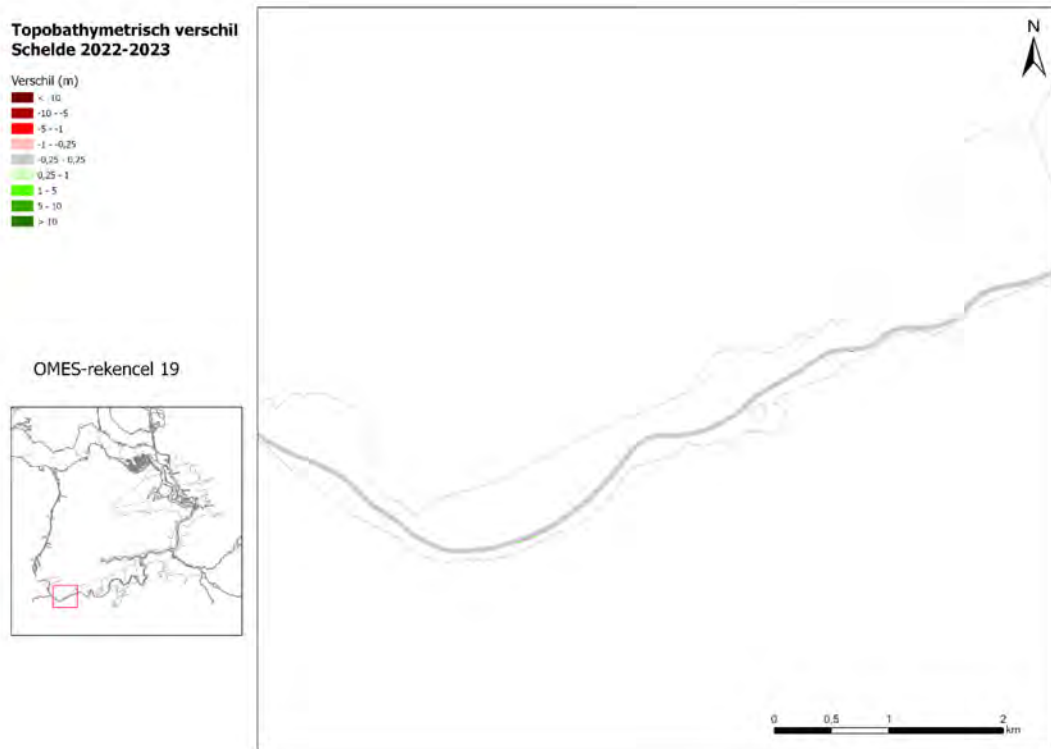 Topobathymetrisch verschil
Schelde 2022-2023
Verschil (m)
< -10
-10 - -5
-5 - -1
-1 - -0,25
-0,25 - 0,25
0,25 - 1
1 - 5
5 - 10
> 10
OMES-rekencel 19
N
0 0,5 1 2
km